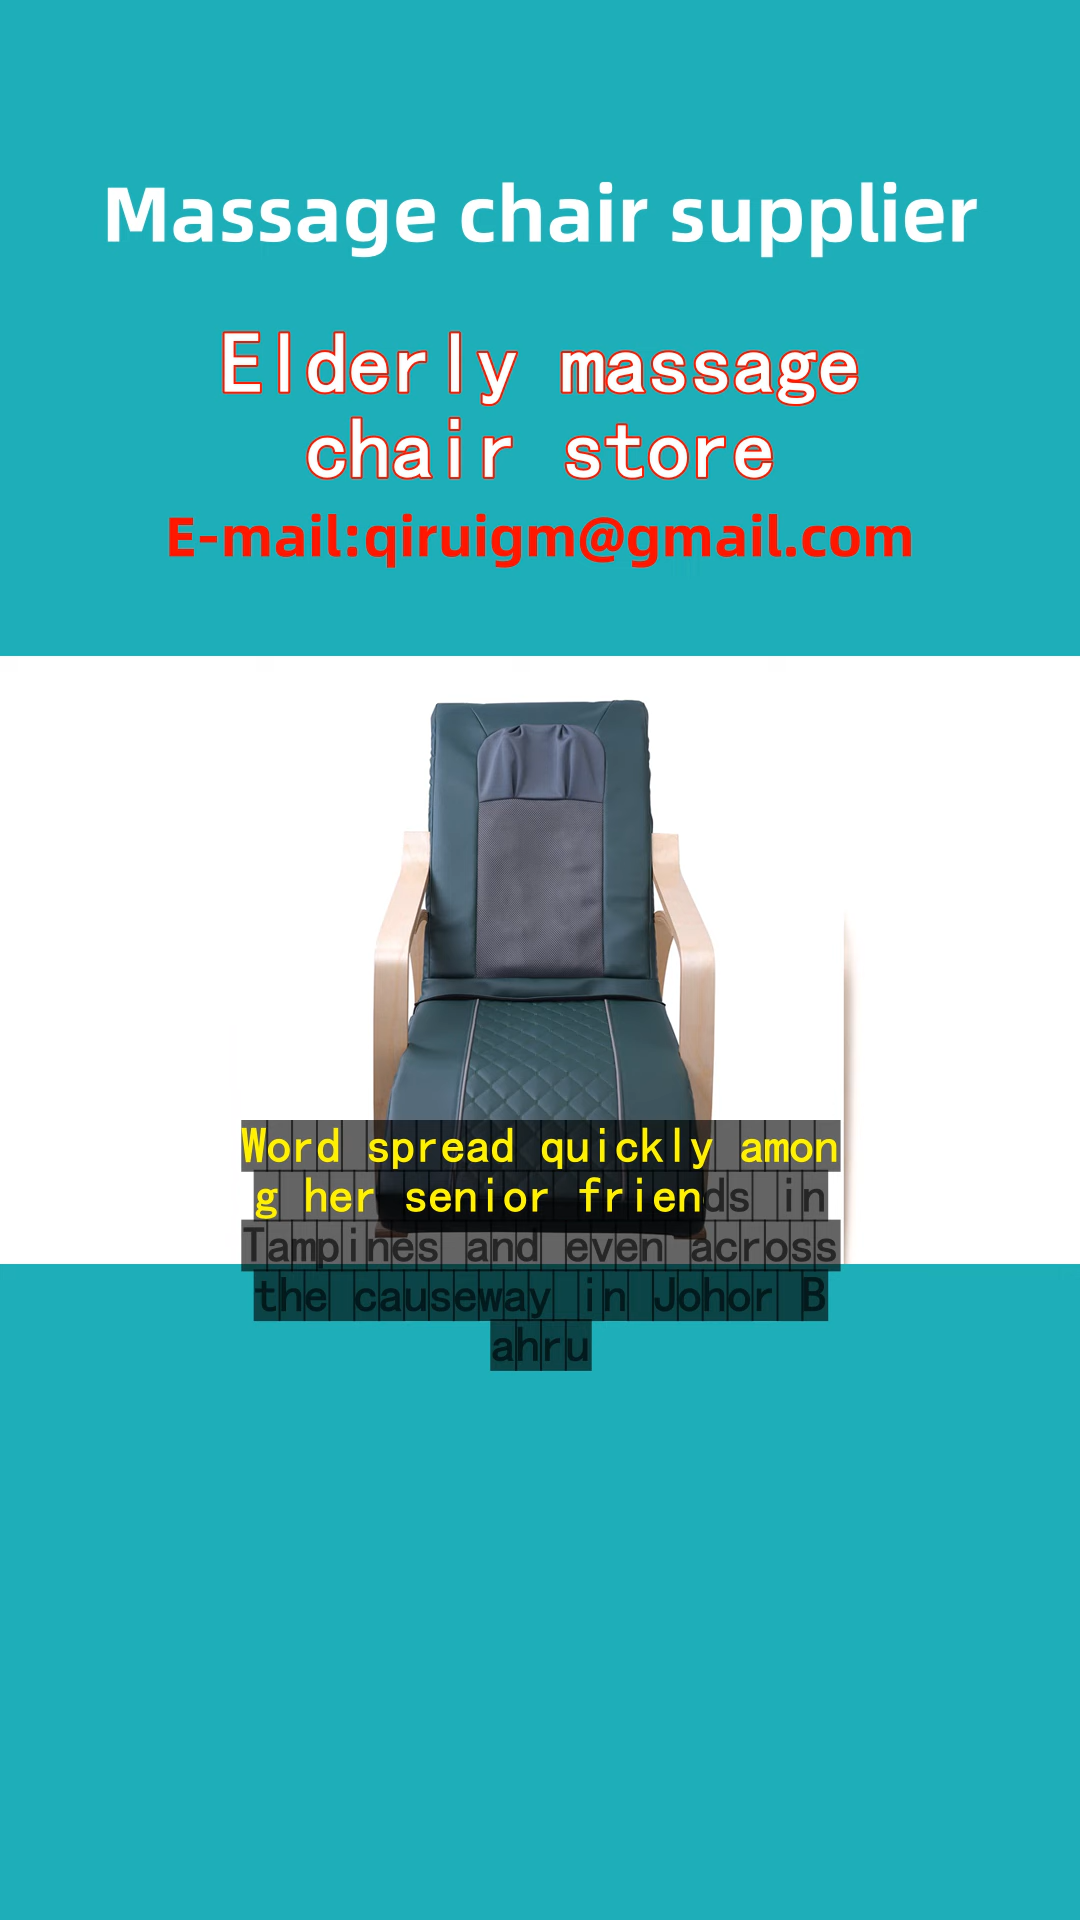 Massage chair supplier
Elderly massage
chair store
E-mail:qiruigm@gmail.com
Word spread quickly amon
g her senior friends in
Tampines and even across
the causeway in Johor B
ahru